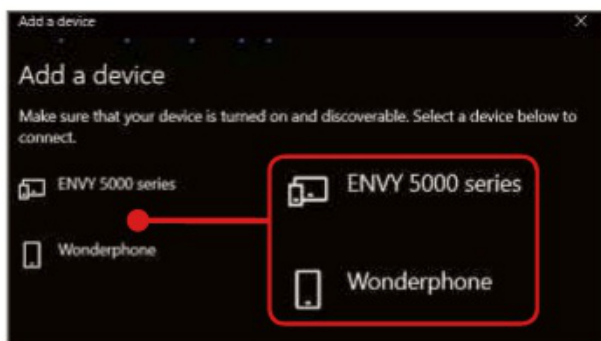 Add a device
Add a device
Make sure that your device is turned on and discoverable. Select a device below to
connect.
ENVY 5000 series
Wonderphone
ENVY 5000 series
Wonderphone